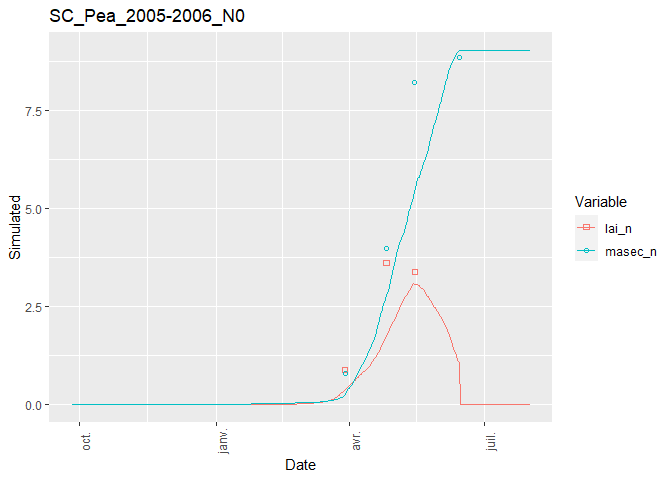 SC_Pea_2005-2006_N0
Simulated
7.5
5.0
2.5
0.0
oct.
janv.
avr.
juil.
Date
Variable
lai_n
masec_n